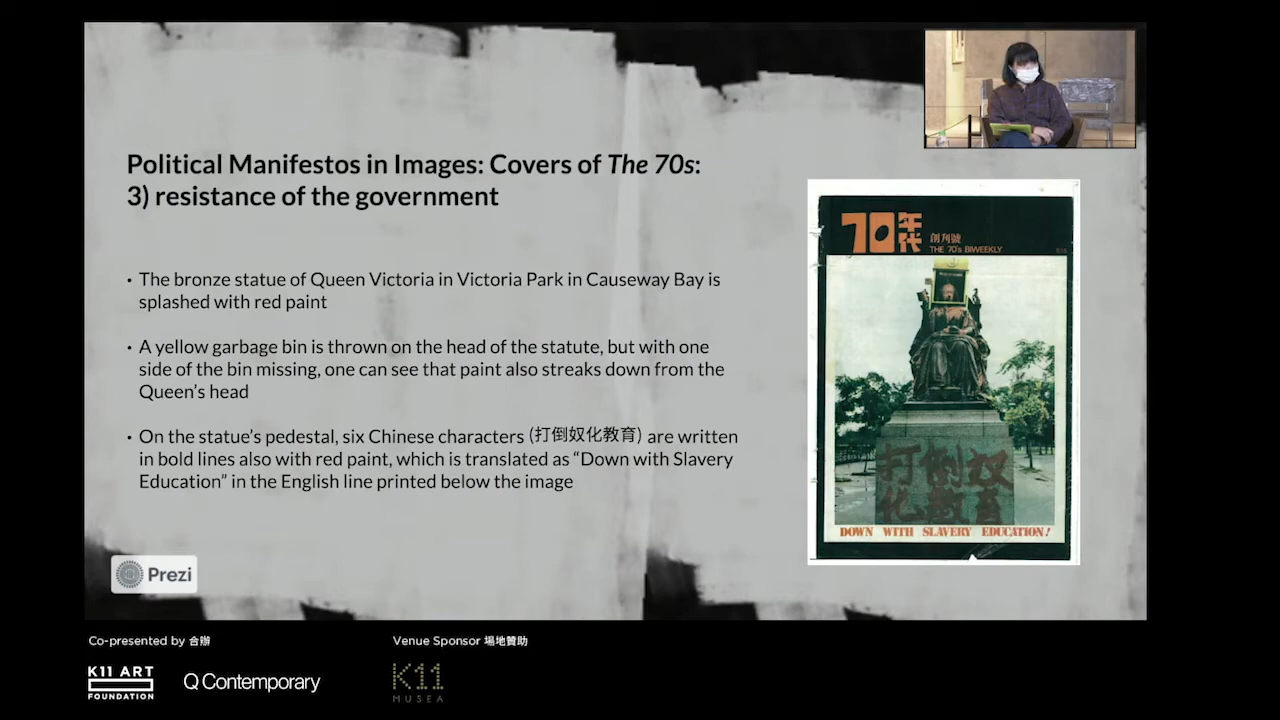 Political Manifestos in Images: Covers of The 70s:
3) resistance of the government
• The bronze statue of Queen Victoria in Victoria Park in Causeway Bay is
splashed with red paint
• A yellow garbage bin is thrown on the head of the statute, but with one
side of the bin missing, one can see that paint also streaks down from the
Queen's head
• On the statue's pedestal, six Chinese characters (打倒奴化教育) are written
in bold lines also with red paint, which is translated as “Down with Slavery
Education” in the English line printed below the image
70年代
創刊號
THE 70's BIWEEKLY
打倒奴
化教育
DOWN WITH SLAVERY EDUCATION!
Prezi
Co-presented by 合辦
Venue Sponsor 場地贊助
K11 ART
FOUNDATION
Q Contemporary
K11
MUSEA